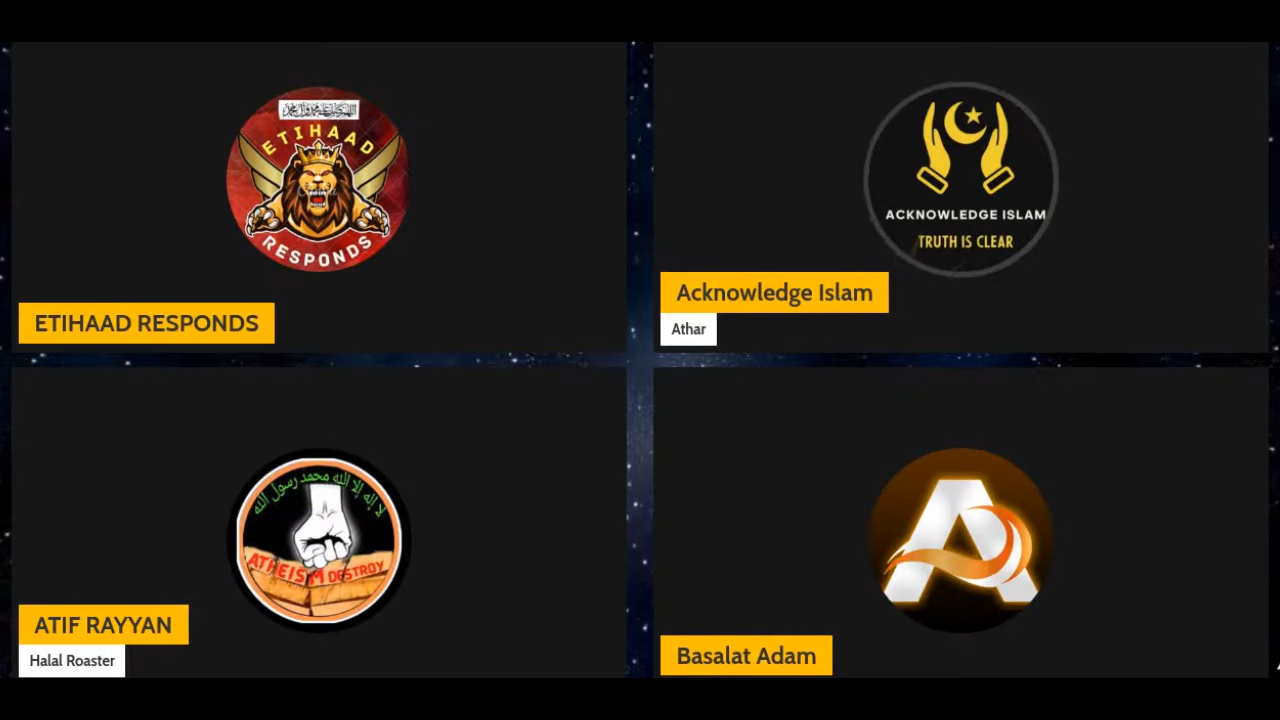 ETIHAAD
RESPONDS
ETIHAAD RESPONDS
ACKNOWLEDGE ISLAM
TRUTH IS CLEAR
Acknowledge Islam
Athar
لا إله إلا الله محمد رسول الله
ATHEISM DESTROY
ATIF RAYYAN
Halal Roaster
A
Basalat Adam